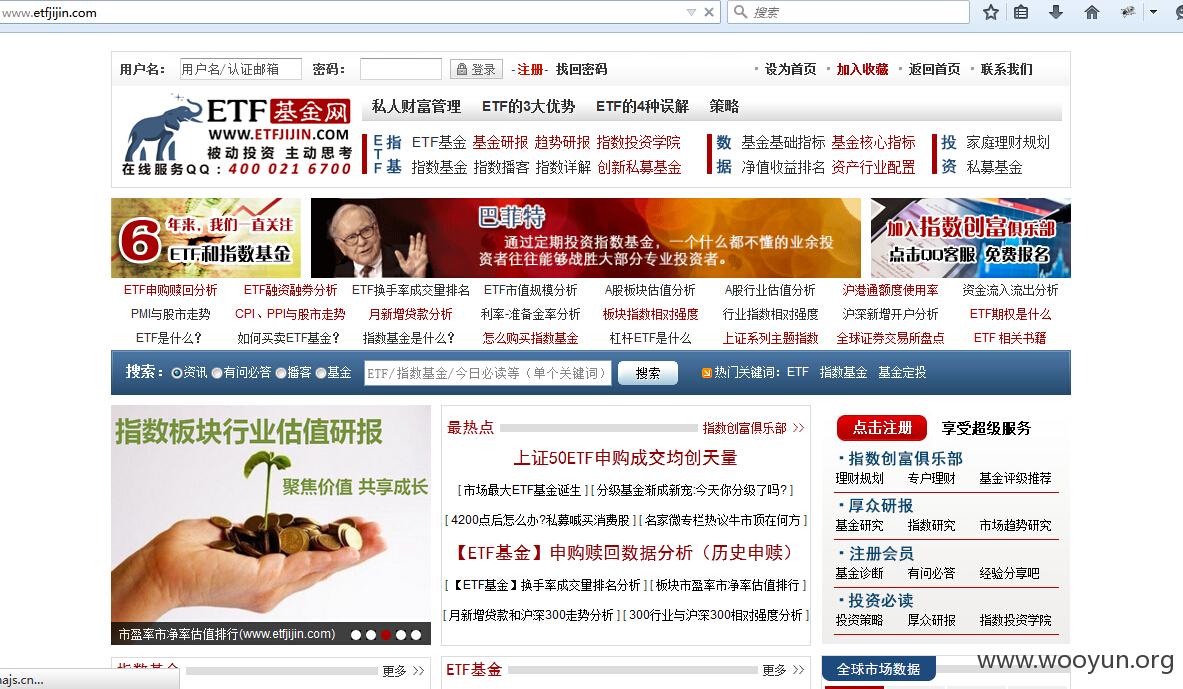 www.etfjijin.com
搜索
用户名： 用户名/认证邮箱 密码： 登录 -注册- 找回密码 · 设为首页 · 加入收藏 · 返回首页 · 联系我们
ETF基金网
WWW.ETFJIJIN.COM
被动投资 主动思考
在线服务QQ：400 021 6700
私人财富管理 ETF的3大优势 ETF的4种误解 策略
ETF 指基 ETF基金 基金研报 趋势研报 指数投资学院
指数基金 指数播客 指数详解 创新私募基金
数据 基金基础指标 基金核心指标
净值收益排名 资产行业配置
投资 家庭理财规划
私募基金
6年来，我们一直关注
ETF和指数基金
巴菲特
通过定期投资指数基金，一个什么都不懂的业余投
资者往往能够战胜大部分专业投资者。
加入指数创富俱乐部
点击QQ客服 免费报名
ETF申购赎回分析 ETF融资融券分析 ETF换手率成交量排名 ETF市值规模分析 A股板块估值分析 A股行业估值分析 沪港通额度使用率 资金流入流出分析
PMI与股市走势 CPI、PPI与股市走势 月新增贷款分析 利率-准备金率分析 板块指数相对强度 行业指数相对强度 沪深新增开户分析 ETF期权是什么
ETF是什么？ 如何买卖ETF基金？ 指数基金是什么？ 怎么购买指数基金 杠杆ETF是什么 上证系列主题指数 全球证券交易所盘点 ETF 相关书籍
搜索： 资讯 有问必答 播客 基金 ETF/指数基金/今日必读等（单个关键词） 搜索 热门关键词： ETF 指数基金 基金定投
指数板块行业估值研报
聚焦价值 共享成长
市盈率市净率估值排行(www.etfjijin.com)
最热点 指数创富俱乐部 >>
上证50ETF申购成交均创天量
[ 市场最大ETF基金诞生 ] [ 分级基金渐成新宠:今天你分级了吗? ]
[ 4200点后怎么办?私募喊买消费股 ] [ 名家微专栏热议牛市顶在何方 ]
【ETF基金】申购赎回数据分析（历史申赎）
[【ETF基金】换手率成交量排名分析 ] [ 板块市盈率市净率估值排行 ]
[ 月新增贷款和沪深300走势分析 ] [ 300行业与沪深300相对强度分析 ]
点击注册 享受超级服务
· 指数创富俱乐部
理财规划 专户理财 基金评级推荐
· 厚众研报
基金研究 指数研究 市场趋势研究
· 注册会员
基金诊断 有问必答 经验分享吧
· 投资必读
投资策略 厚众研报 指数投资学院
指数基金 更多 >>
ETF基金 更多 >>
全球市场数据
najs.cn...
www.wooyun.org